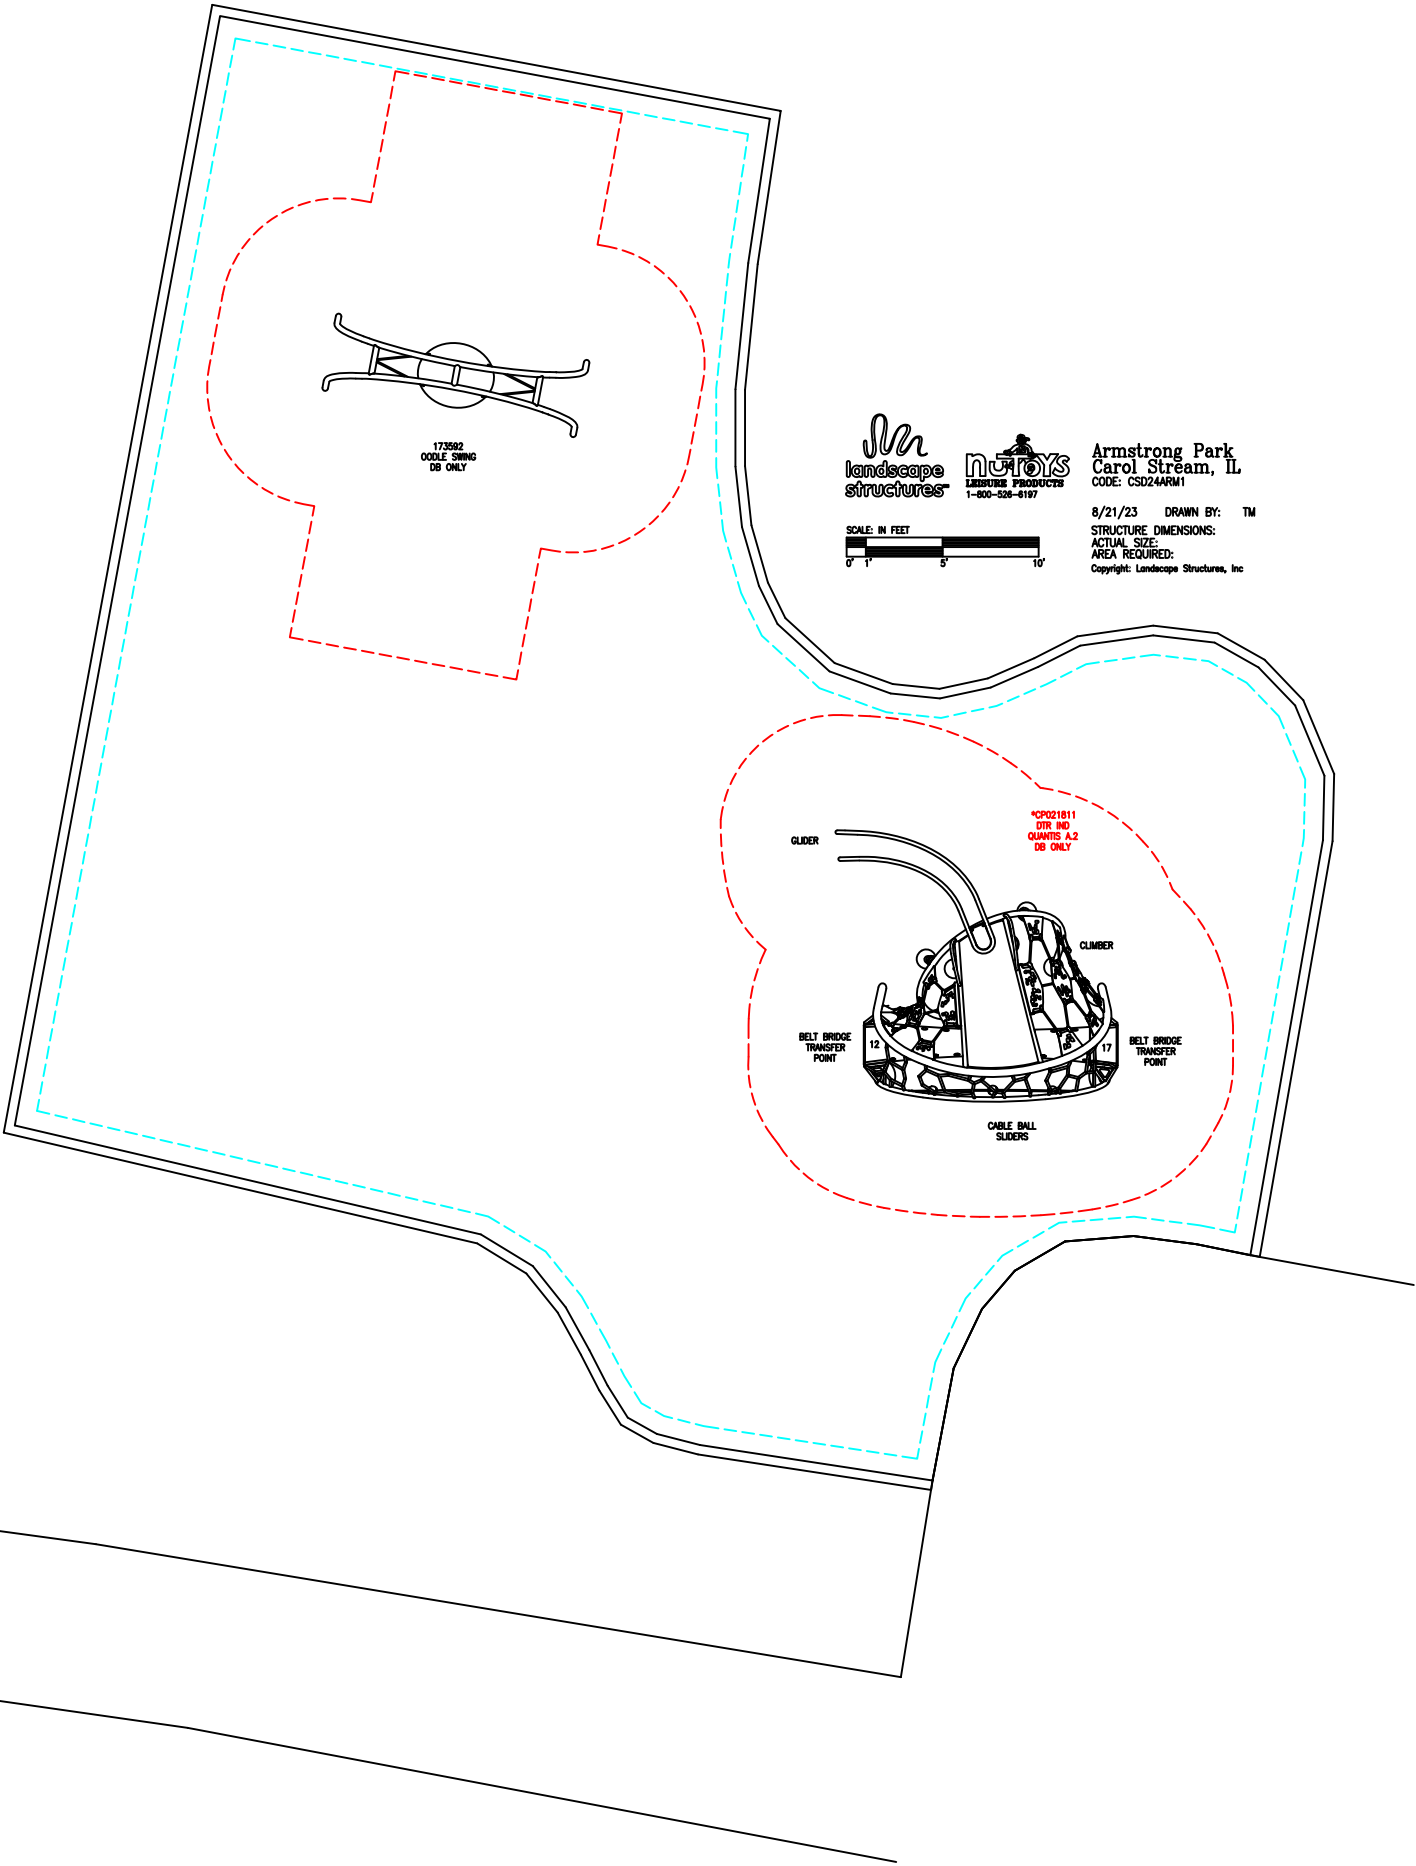 173592
OODLE SWING
DB ONLY
landscape
structures
NUTOYS
LEISURE PRODUCTS
1-800-526-6197
Armstrong Park
Carol Stream, IL
CODE: CSD24ARM1
8/21/23 DRAWN BY: TM
STRUCTURE DIMENSIONS:
ACTUAL SIZE:
AREA REQUIRED:
Copyright: Landscape Structures, Inc
SCALE: IN FEET
0' 1' 5' 10'
*CP021811
DTR IND
QUANTIS A.2
DB ONLY
GLIDER
CLIMBER
BELT BRIDGE
TRANSFER
POINT
12
17
BELT BRIDGE
TRANSFER
POINT
CABLE BALL
SLIDERS